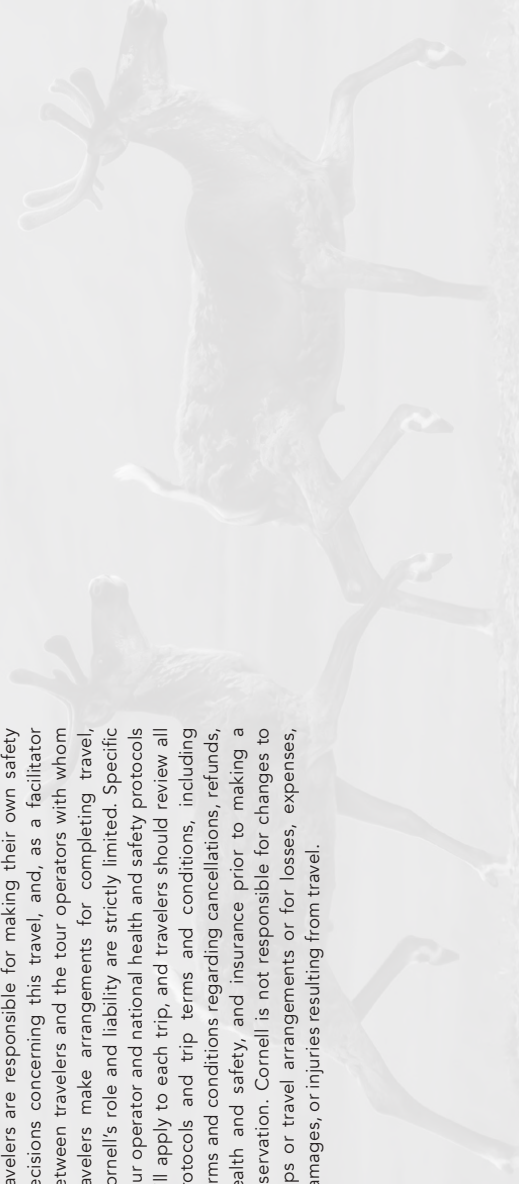 avelers are responsible for making their own safety
ecisions concerning this travel, and, as a facilitator
etween travelers and the tour operators with whom
avelers make arrangements for completing travel,
ornell's role and liability are strictly limited. Specific
ur operator and national health and safety protocols
ll apply to each trip, and travelers should review all
otocols and trip terms and conditions, including
rms and conditions regarding cancellations, refunds,
ealth and safety, and insurance prior to making a
servation. Cornell is not responsible for changes to
ps or travel arrangements or for losses, expenses,
amages, or injuries resulting from travel.